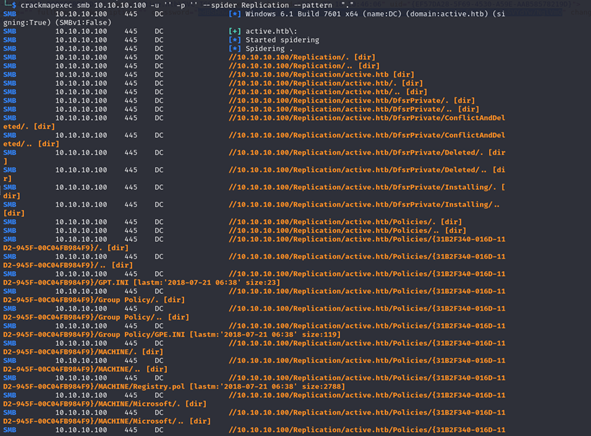 └─$ crackmapexec smb 10.10.10.100 -u '' -p '' --spider Replication --pattern "."
SMB 10.10.10.100 445 DC [*] Windows 6.1 Build 7601 x64 (name:DC) (domain:active.htb) (si
gning:True) (SMBv1:False)
SMB 10.10.10.100 445 DC [+] active.htb\:
SMB 10.10.10.100 445 DC [*] Started spidering
SMB 10.10.10.100 445 DC [*] Spidering .
SMB 10.10.10.100 445 DC //10.10.10.100/Replication/. [dir]
SMB 10.10.10.100 445 DC //10.10.10.100/Replication/.. [dir]
SMB 10.10.10.100 445 DC //10.10.10.100/Replication/active.htb [dir]
SMB 10.10.10.100 445 DC //10.10.10.100/Replication/active.htb/. [dir]
SMB 10.10.10.100 445 DC //10.10.10.100/Replication/active.htb/.. [dir]
SMB 10.10.10.100 445 DC //10.10.10.100/Replication/active.htb/DfsrPrivate/. [dir]
SMB 10.10.10.100 445 DC //10.10.10.100/Replication/active.htb/DfsrPrivate/.. [dir]
SMB 10.10.10.100 445 DC //10.10.10.100/Replication/active.htb/DfsrPrivate/ConflictAndDel
eted/. [dir]
SMB 10.10.10.100 445 DC //10.10.10.100/Replication/active.htb/DfsrPrivate/ConflictAndDel
eted/.. [dir]
SMB 10.10.10.100 445 DC //10.10.10.100/Replication/active.htb/DfsrPrivate/Deleted/. [dir
]
SMB 10.10.10.100 445 DC //10.10.10.100/Replication/active.htb/DfsrPrivate/Deleted/.. [di
r]
SMB 10.10.10.100 445 DC //10.10.10.100/Replication/active.htb/DfsrPrivate/Installing/. [
dir]
SMB 10.10.10.100 445 DC //10.10.10.100/Replication/active.htb/DfsrPrivate/Installing/..
[dir]
SMB 10.10.10.100 445 DC //10.10.10.100/Replication/active.htb/Policies/. [dir]
SMB 10.10.10.100 445 DC //10.10.10.100/Replication/active.htb/Policies/.. [dir]
SMB 10.10.10.100 445 DC //10.10.10.100/Replication/active.htb/Policies/{31B2F340-016D-11
D2-945F-00C04FB984F9}/. [dir]
SMB 10.10.10.100 445 DC //10.10.10.100/Replication/active.htb/Policies/{31B2F340-016D-11
D2-945F-00C04FB984F9}/.. [dir]
SMB 10.10.10.100 445 DC //10.10.10.100/Replication/active.htb/Policies/{31B2F340-016D-11
D2-945F-00C04FB984F9}/GPT.INI [lastm:'2018-07-21 06:38' size:23]
SMB 10.10.10.100 445 DC //10.10.10.100/Replication/active.htb/Policies/{31B2F340-016D-11
D2-945F-00C04FB984F9}/Group Policy/. [dir]
SMB 10.10.10.100 445 DC //10.10.10.100/Replication/active.htb/Policies/{31B2F340-016D-11
D2-945F-00C04FB984F9}/Group Policy/.. [dir]
SMB 10.10.10.100 445 DC //10.10.10.100/Replication/active.htb/Policies/{31B2F340-016D-11
D2-945F-00C04FB984F9}/Group Policy/GPE.INI [lastm:'2018-07-21 06:38' size:119]
SMB 10.10.10.100 445 DC //10.10.10.100/Replication/active.htb/Policies/{31B2F340-016D-11
D2-945F-00C04FB984F9}/MACHINE/. [dir]
SMB 10.10.10.100 445 DC //10.10.10.100/Replication/active.htb/Policies/{31B2F340-016D-11
D2-945F-00C04FB984F9}/MACHINE/.. [dir]
SMB 10.10.10.100 445 DC //10.10.10.100/Replication/active.htb/Policies/{31B2F340-016D-11
D2-945F-00C04FB984F9}/MACHINE/Registry.pol [lastm:'2018-07-21 06:38' size:2788]
SMB 10.10.10.100 445 DC //10.10.10.100/Replication/active.htb/Policies/{31B2F340-016D-11
D2-945F-00C04FB984F9}/MACHINE/Microsoft/. [dir]
SMB 10.10.10.100 445 DC //10.10.10.100/Replication/active.htb/Policies/{31B2F340-016D-11
D2-945F-00C04FB984F9}/MACHINE/Microsoft/.. [dir]
SMB 10.10.10.100 445 DC //10.10.10.100/Replication/active.htb/Policies/{31B2F340-016D-11